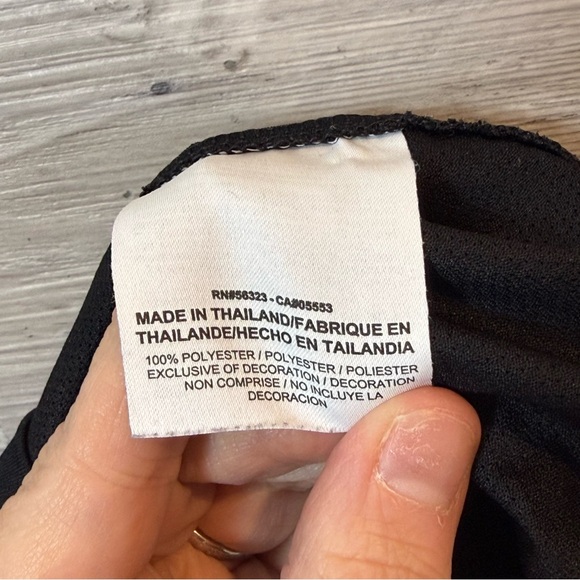 RN#56323 - CA#05553
MADE IN THAILAND/FABRIQUE EN
THAILANDE/HECHO EN TAILANDIA
100% POLYESTER / POLYESTER / POLIESTER
EXCLUSIVE OF DECORATION / DECORATION
NON COMPRISE / NO INCLUYE LA
DECORACION